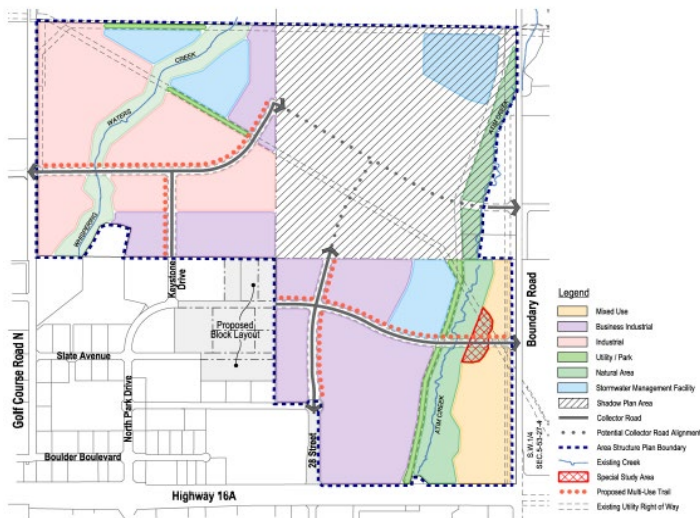 WHISPERING
WATERS
CREEK
ATIM CREEK
Keystone
Drive
Proposed
Block Layout
Slate Avenue
North Park Drive
Boulder Boulevard
28 Street
ATIM CREEK
Highway 16A
Golf Course Road N
Boundary Road
S.W.1/4
SEC.5-53-27-4
Legend
Mixed Use
Business Industrial
Industrial
Utility / Park
Natural Area
Stormwater Management Facility
Shadow Plan Area
Collector Road
Potential Collector Road Alignment
Area Structure Plan Boundary
Existing Creek
Special Study Area
Proposed Multi-Use Trail
Existing Utility Right of Way